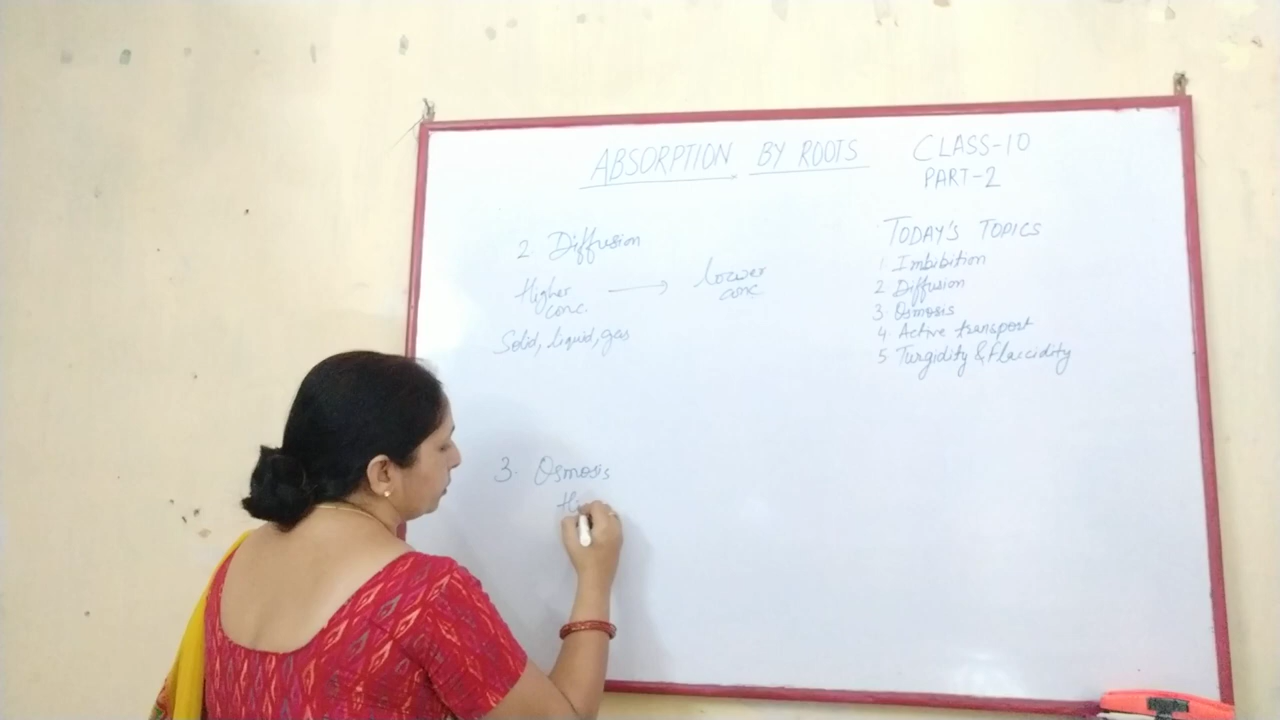 ABSORPTION BY ROOTS
CLASS-10
PART-2
2. Diffusion
Higher conc. → lower conc.
Solid, liquid, gas
3. Osmosis
Hi
TODAY'S TOPICS
1 Imbibition
2 Diffusion
3. Osmosis
4 Active transport
5 Turgidity & Flaccidity